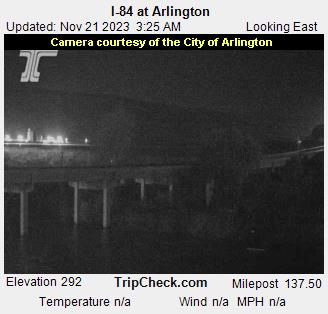 I-84 at Arlington
Updated: Nov 21 2023 3:25 AM Looking East
Camera courtesy of the City of Arlington
Elevation 292 TripCheck.com Milepost 137.50
Temperature n/a Wind n/a MPH n/a